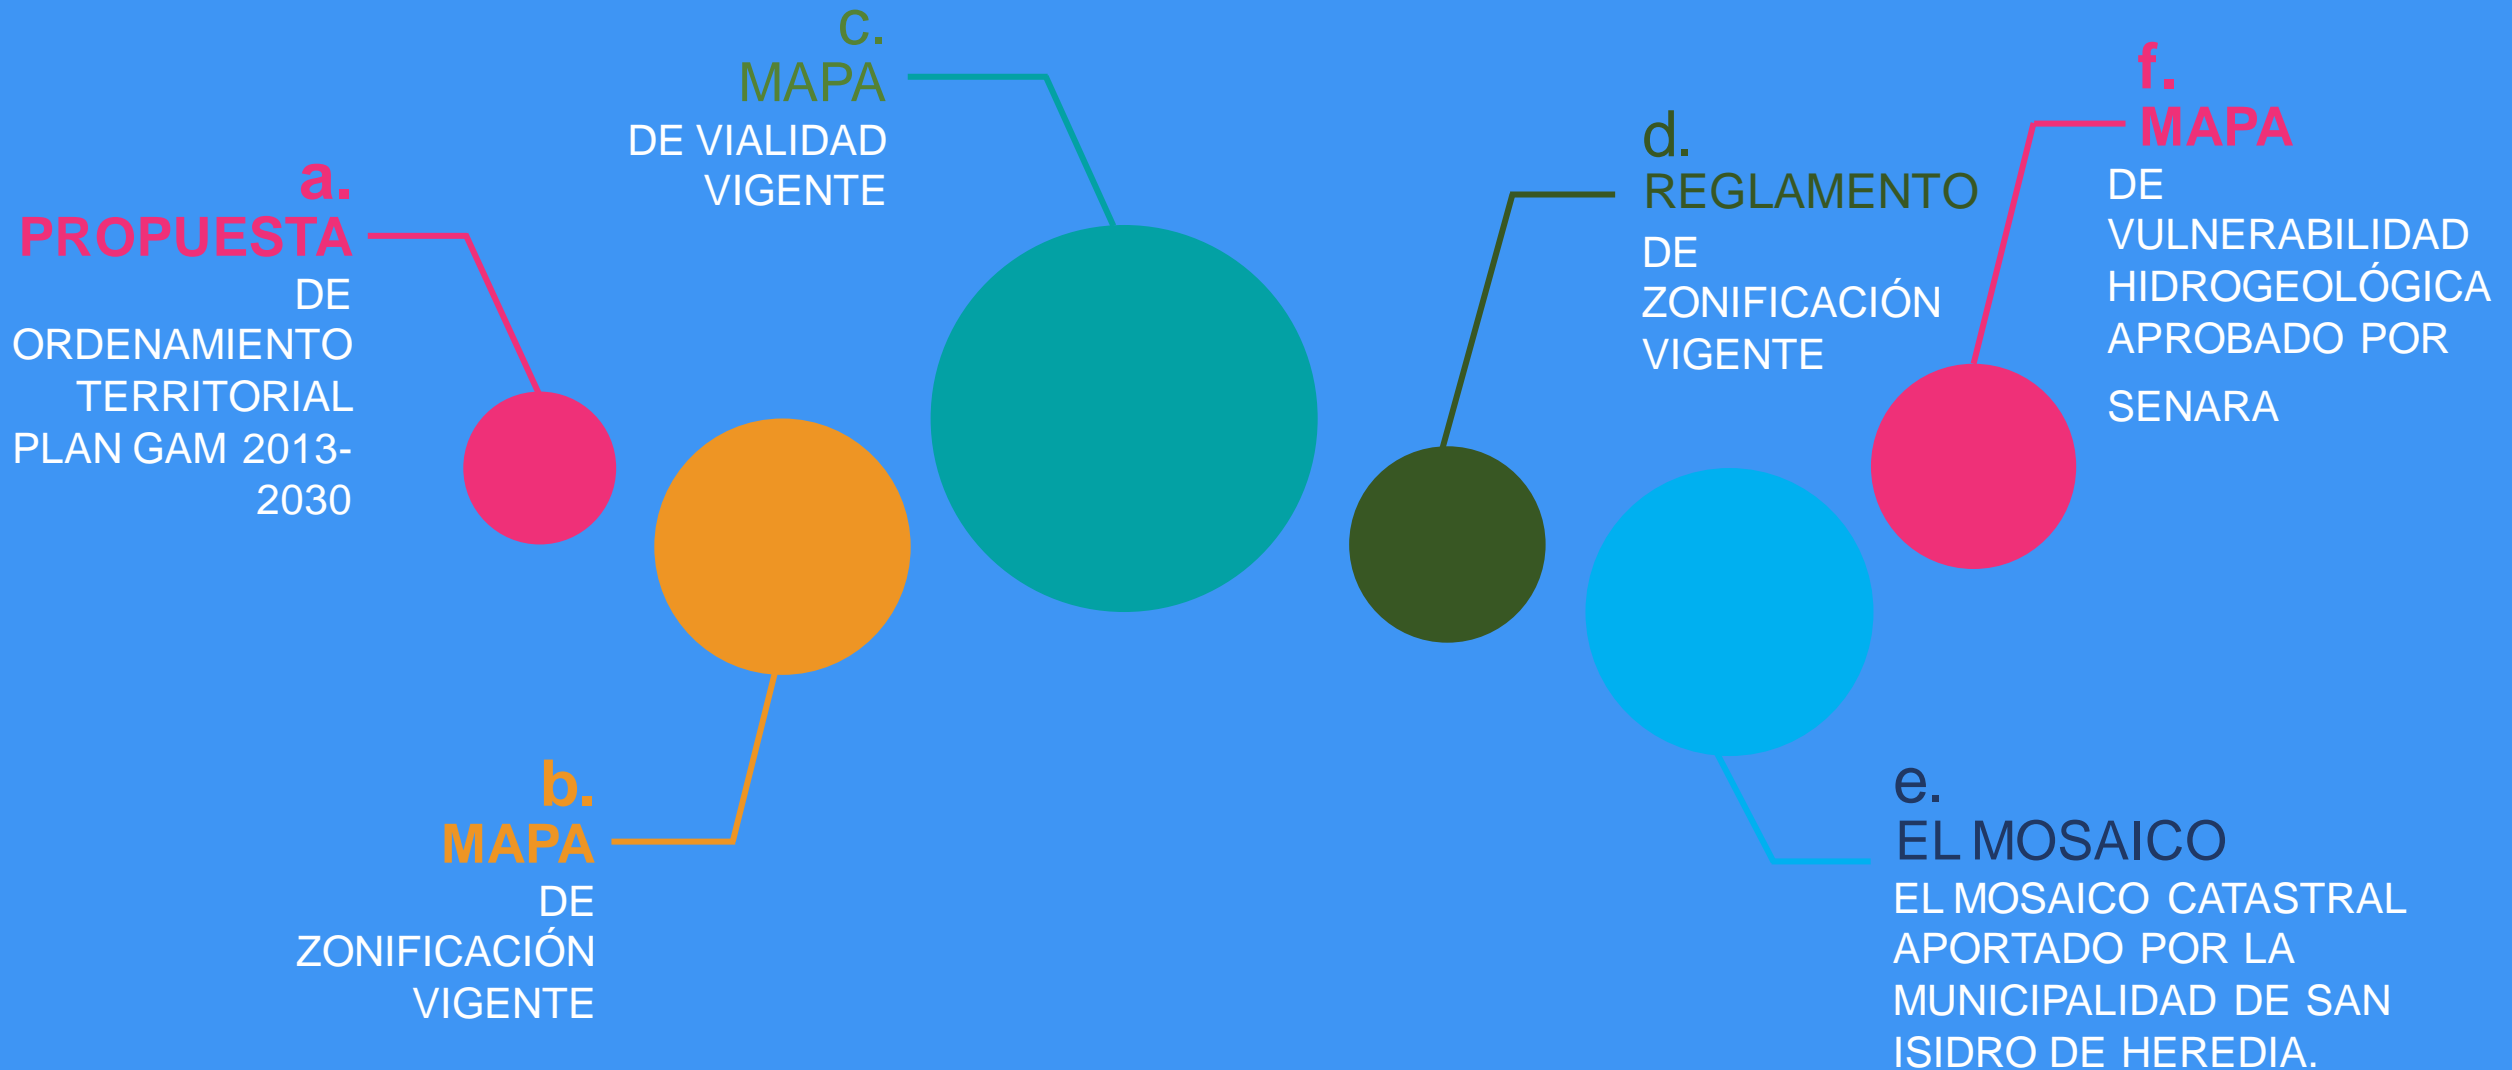 a.
PROPUESTA
DE
ORDENAMIENTO
TERRITORIAL
PLAN GAM 2013-
2030
b.
MAPA
DE
ZONIFICACIÓN
VIGENTE
c.
MAPA
DE VIALIDAD
VIGENTE
d.
REGLAMENTO
DE
ZONIFICACIÓN
VIGENTE
e.
EL MOSAICO
EL MOSAICO CATASTRAL
APORTADO POR LA
MUNICIPALIDAD DE SAN
ISIDRO DE HEREDIA.
f.
MAPA
DE
VULNERABILIDAD
HIDROGEOLÓGICA
APROBADO POR
SENARA